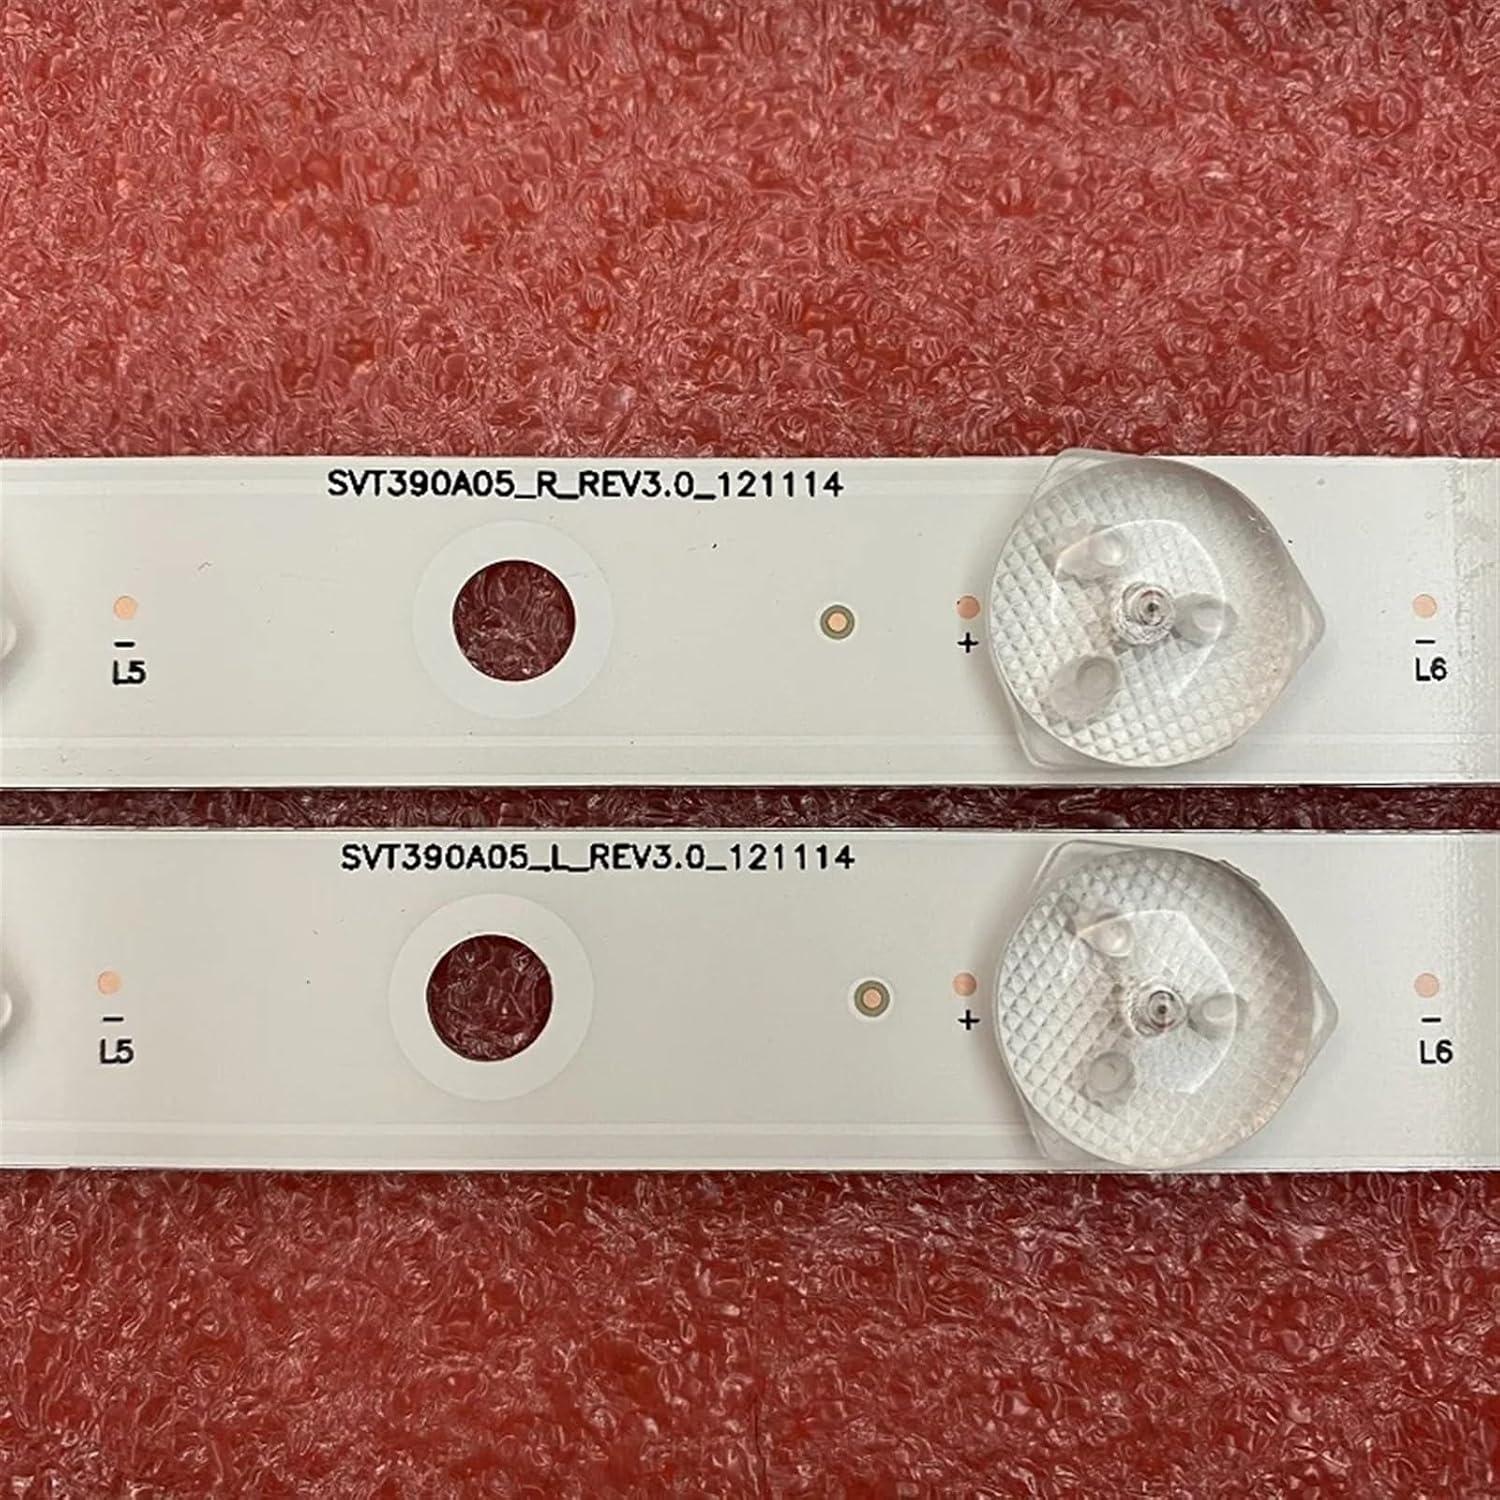 SVT390A05_R_REV3.0_121114
- + -
L5 L6
SVT390A05_L_REV3.0_121114
- + -
L5 L6